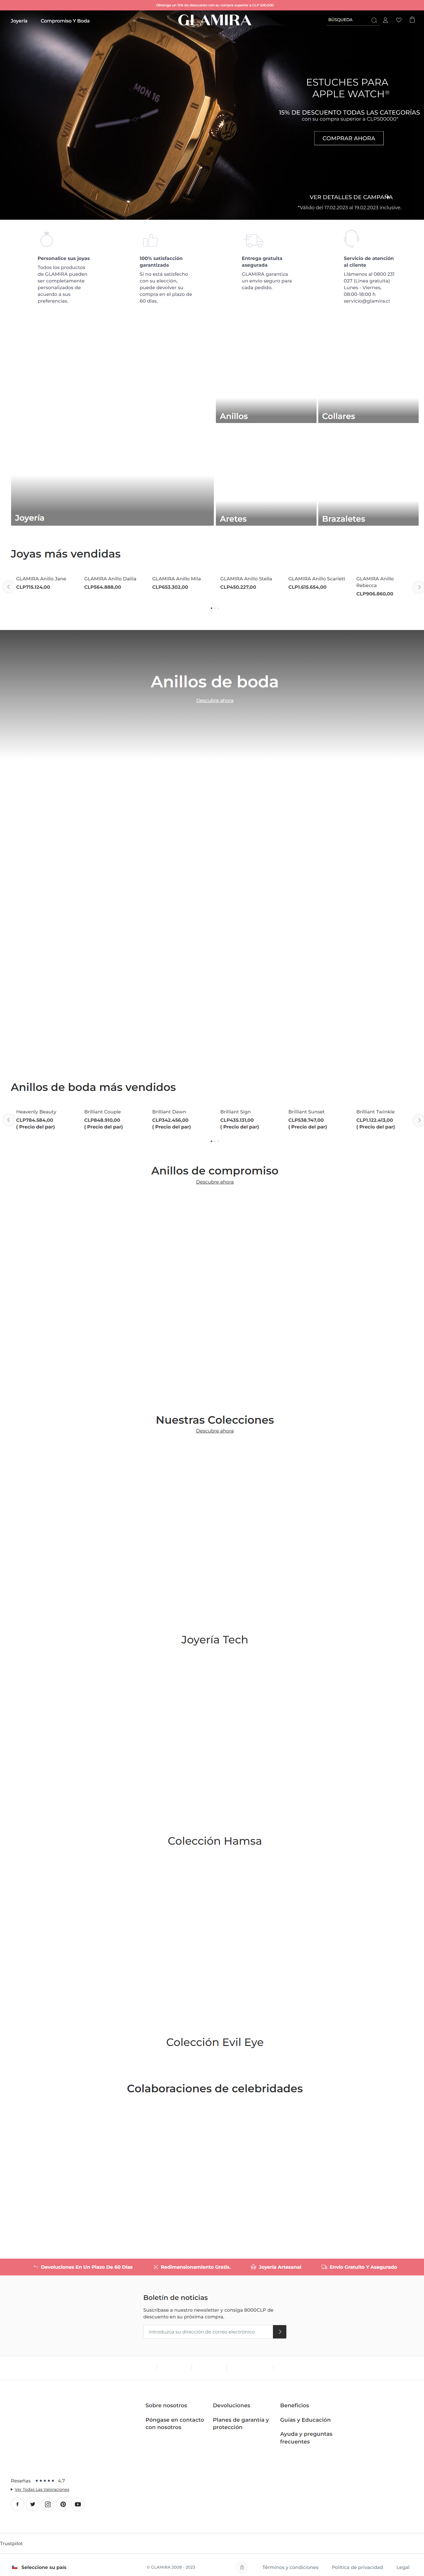 Obtenga un 15% de descuento con su compra superior a CLP 500,000
Joyería
Compromiso Y Boda
GLAMIRA
BÚSQUEDA
MON 16
ESTUCHES PARA
APPLE WATCH®
15% DE DESCUENTO TODAS LAS CATEGORÍAS
con su compra superior a CLP500000*
COMPRAR AHORA
VER DETALLES DE CAMPAÑA
*Válido del 17.02.2023 al 19.02.2023 inclusive.
Personalice sus joyas
Todos los productos
de GLAMIRA pueden
ser completamente
personalizados de
acuerdo a sus
preferencias.
100% satisfacción
garantizada
Si no está satisfecho
con su elección,
puede devolver su
compra en el plazo de
60 días.
Entrega gratuita
asegurada
GLAMIRA garantiza
un envío seguro para
cada pedido.
Servicio de atención
al cliente
Llámenos al 0800 231
027 (Línea gratuita)
Lunes - Viernes,
08:00-18:00 h
servicio@glamira.cl
Joyería
Anillos
Collares
Aretes
Brazaletes
Joyas más vendidas
GLAMIRA Anillo Jane
CLP715.124,00
GLAMIRA Anillo Dailia
CLP564.888,00
GLAMIRA Anillo Mila
CLP653.302,00
GLAMIRA Anillo Stella
CLP450.227,00
GLAMIRA Anillo Scarlett
CLP1.615.654,00
GLAMIRA Anillo
Rebecca
CLP906.860,00
Anillos de boda
Descubre ahora
Anillos de boda más vendidos
Heavenly Beauty
CLP784.584,00
( Precio del par)
Brilliant Couple
CLP848.910,00
( Precio del par)
Brilliant Dawn
CLP342.456,00
( Precio del par)
Brilliant Sign
CLP435.131,00
( Precio del par)
Brilliant Sunset
CLP538.747,00
( Precio del par)
Brilliant Twinkle
CLP1.122.413,00
( Precio del par)
Anillos de compromiso
Descubre ahora
Nuestras Colecciones
Descubre ahora
Joyería Tech
Colección Hamsa
Colección Evil Eye
Colaboraciones de celebridades
Devoluciones En Un Plazo De 60 Días
Redimensionamiento Gratis.
Joyería Artesanal
Envío Gratuito Y Asegurado
Boletín de noticias
Suscríbase a nuestro newsletter y consiga 8000CLP de
descuento en su próxima compra.
Introduzca su dirección de correo electrónico
Sobre nosotros
Póngase en contacto
con nosotros
Devoluciones
Planes de garantía y
protección
Beneficios
Guías y Educación
Ayuda y preguntas
frecuentes
Reseñas ★★★★★ 4.7
Ver Todas Las Valoraciones
Trustpilot
Seleccione su país
© GLAMIRA 2008 - 2023
Términos y condiciones
Política de privacidad
Legal